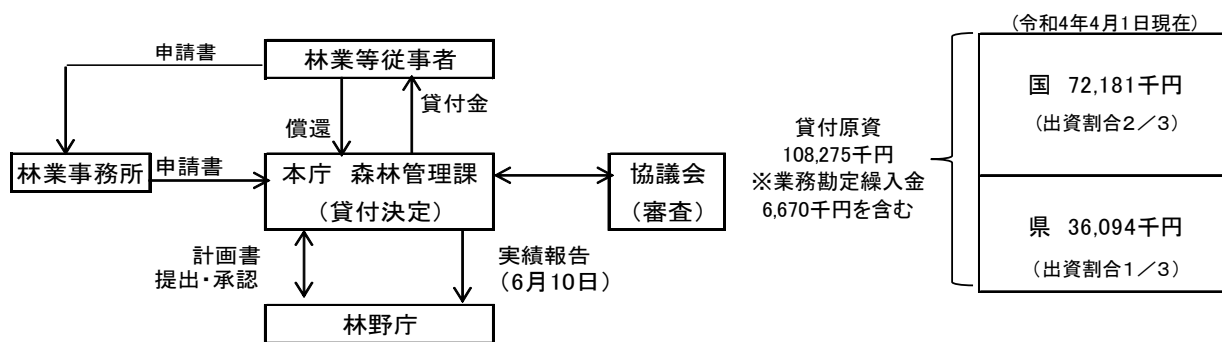 申請書
林業等従事者
償還
貸付金
林業事務所
申請書
本庁 森林管理課
(貸付決定)
協議会
(審査)
計画書
提出・承認
実績報告
(6月10日)
林野庁
貸付原資
108,275千円
※業務勘定繰入金
6,670千円を含む
(令和4年4月1日現在)
国 72,181千円
(出資割合2/3)
県 36,094千円
(出資割合1/3)